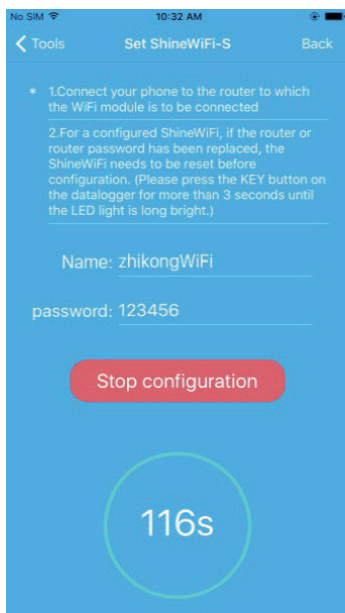 No SIM 10:32 AM
Tools Set ShineWiFi-S Back
* 1.Connect your phone to the router to which
the WiFi module is to be connected
2.For a configured ShineWiFi, if the router or
router password has been replaced, the
ShineWiFi needs to be reset before
configuration. (Please press the KEY button on
the datalogger for more than 3 seconds until
the LED light is long bright.)
Name: zhikongWiFi
password: 123456
Stop configuration
116s